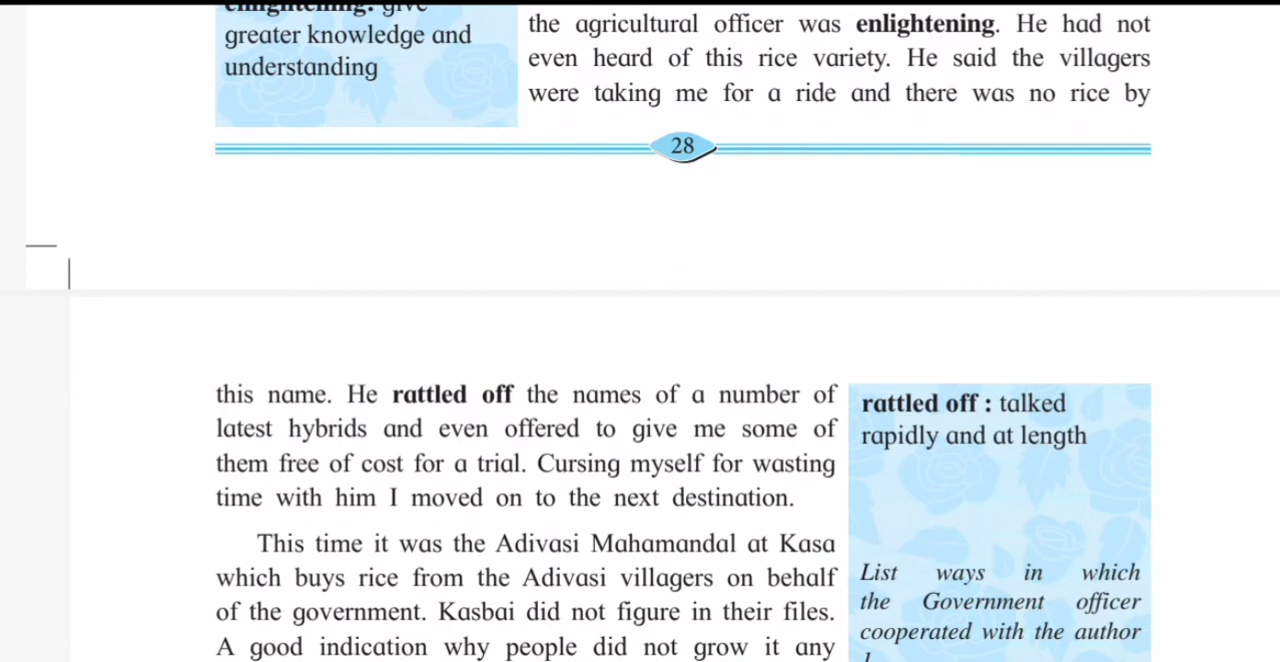 enlightening: give
greater knowledge and
understanding
the agricultural officer was enlightening. He had not
even heard of this rice variety. He said the villagers
were taking me for a ride and there was no rice by
28
this name. He rattled off the names of a number of
latest hybrids and even offered to give me some of
them free of cost for a trial. Cursing myself for wasting
time with him I moved on to the next destination.
This time it was the Adivasi Mahamandal at Kasa
which buys rice from the Adivasi villagers on behalf
of the government. Kasbai did not figure in their files.
A good indication why people did not grow it any
rattled off : talked
rapidly and at length
List ways in which
the Government officer
cooperated with the author